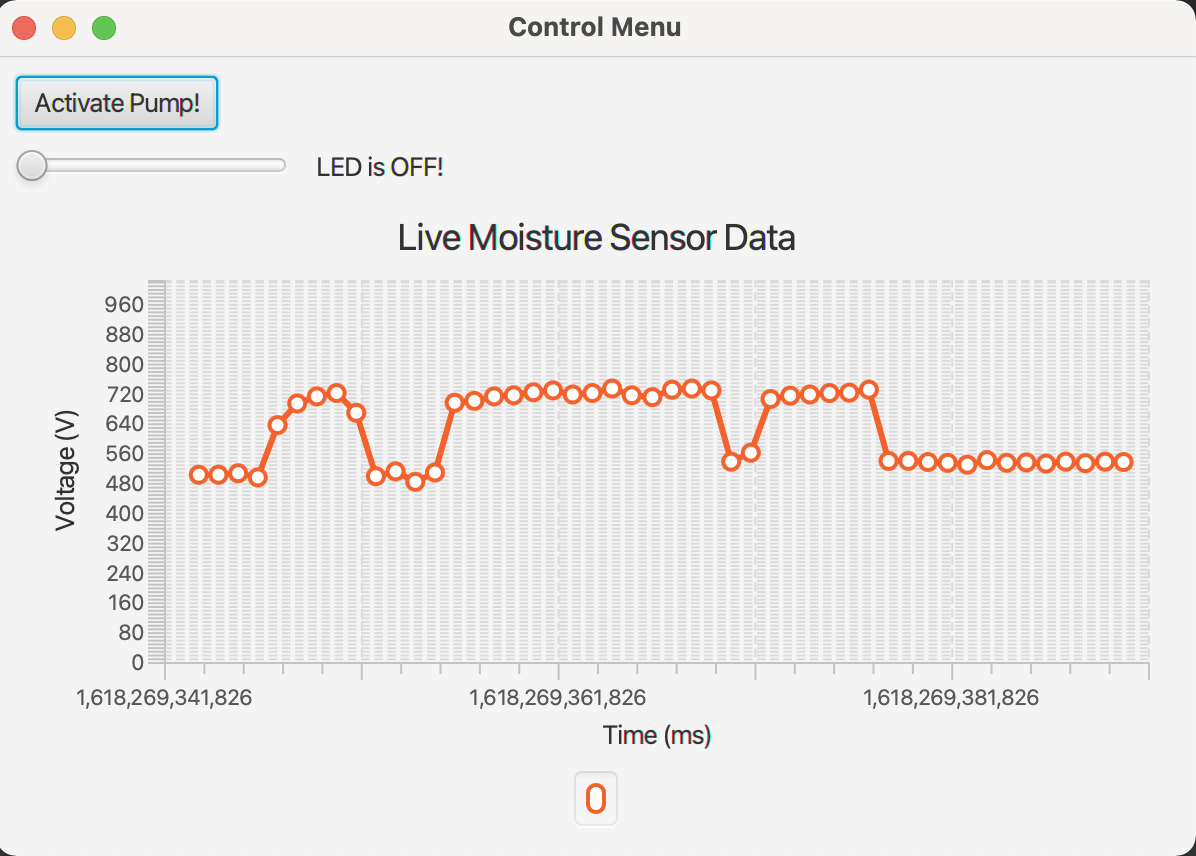 Control Menu
Activate Pump!
LED is OFF!
Live Moisture Sensor Data
960
880
800
720
640
560
480
400
320
240
160
80
0
Voltage (V)
1,618,269,341,826
1,618,269,361,826
1,618,269,381,826
Time (ms)